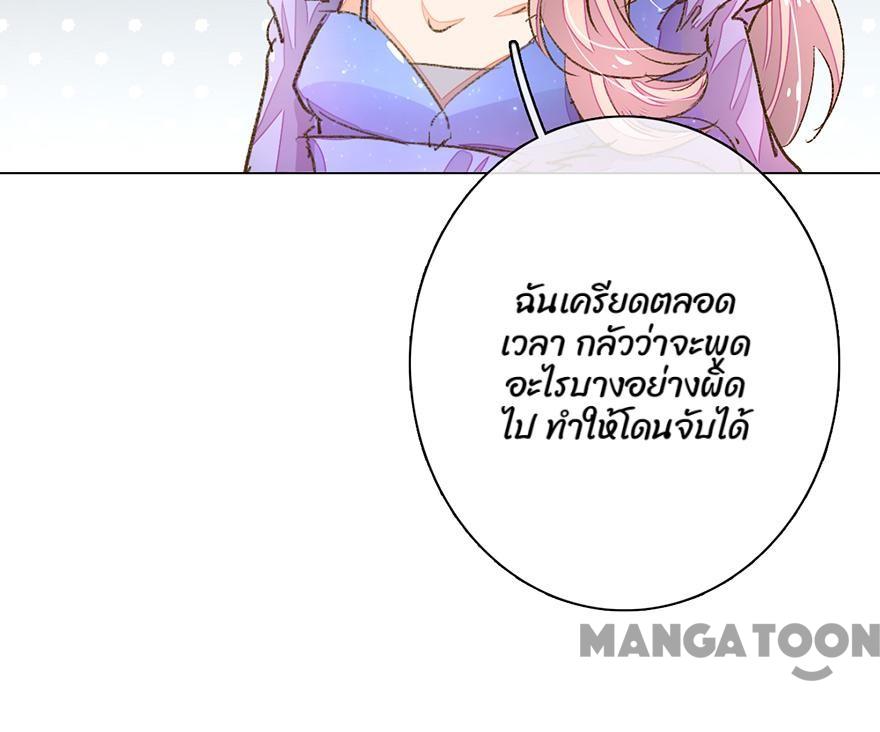 ฉันเครียดตลอด
เวลา กลัวว่าจะพูด
อะไรบางอย่างผิด
ไป ทำให้โดนจับได้
MANGATOON